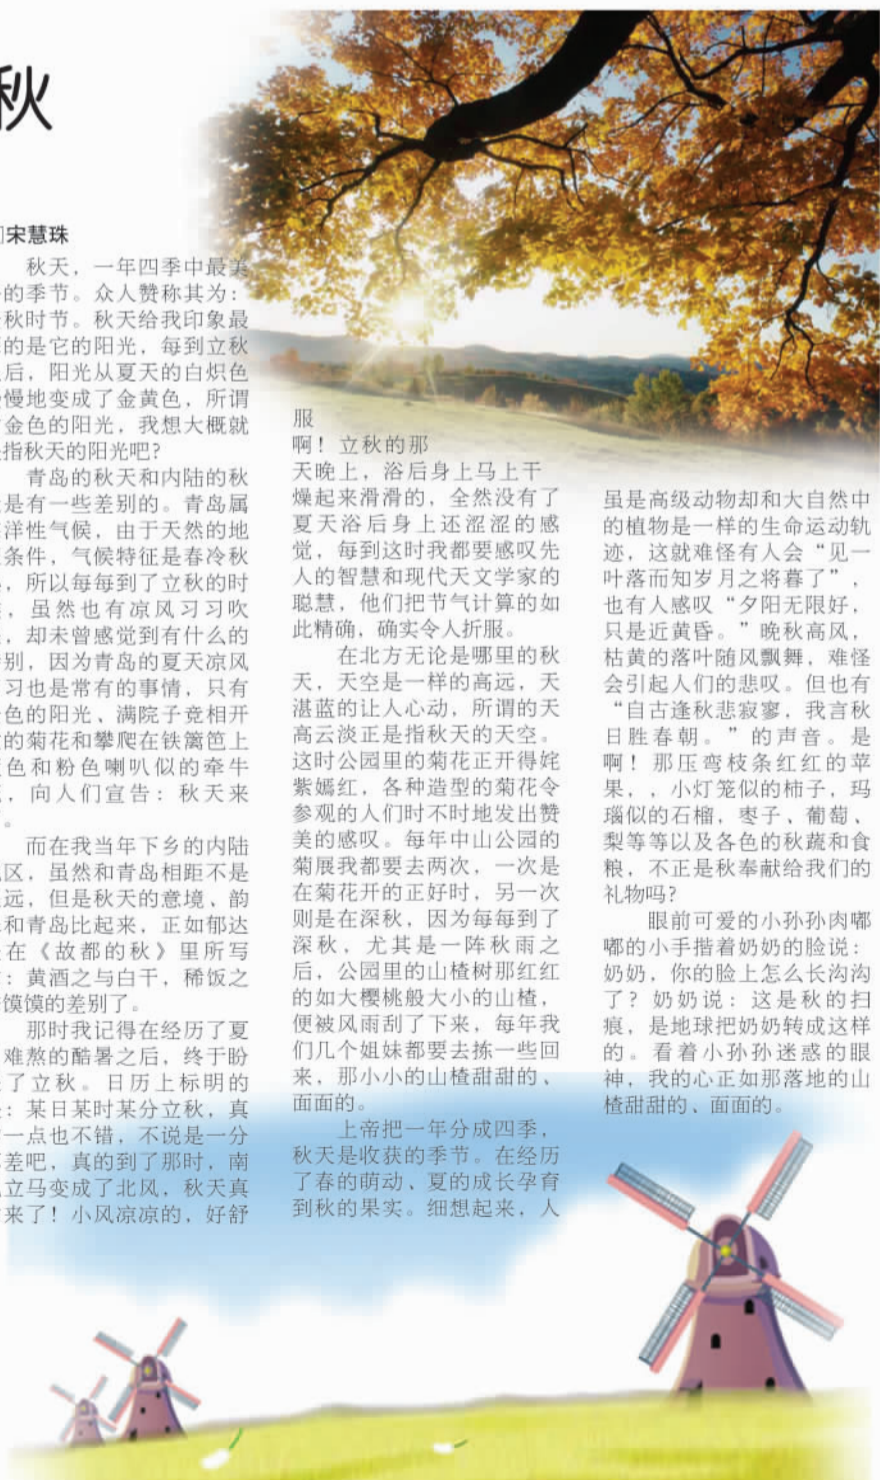 秋
宋慧珠
秋天，一年四季中最美
的季节。众人赞称其为：
秋时节。秋天给我印象最
的是它的阳光，每到立秋
后，阳光从夏天的白炽色
慢地变成了金黄色，所谓
金色的阳光，我想大概就
指秋天的阳光吧？
青岛的秋天和内陆的秋
是有一些差别的。青岛属
洋性气候，由于天然的地
条件，气候特征是春冷秋
，所以每每到了立秋的时
，虽然也有凉风习习吹
，却未曾感觉到有什么的
别，因为青岛的夏天凉风
习也是常有的事情，只有
色的阳光、满院子竞相开
的菊花和攀爬在铁篱笆上
色和粉色喇叭似的牵牛
，向人们宣告：秋天来
。
而在我当年下乡的内陆
区，虽然和青岛相距不是
远，但是秋天的意境、韵
和青岛比起来，正如郁达
在《故都的秋》里所写
：黄酒之与白干，稀饭之
馍馍的差别了。
那时我记得在经历了夏
难熬的酷暑之后，终于盼
了立秋。日历上标明的
：某日某时某分立秋，真
一点也不错，不说是一分
差吧，真的到了那时，南
立马变成了北风，秋天真
来了！小风凉凉的，好舒
服
啊！立秋的那
天晚上，浴后身上马上干
燥起来滑滑的，全然没有了
夏天浴后身上还涩涩的感
觉，每到这时我都要感叹先
人的智慧和现代天文学家的
聪慧，他们把节气计算的如
此精确，确实令人折服。
在北方无论是哪里的秋
天，天空是一样的高远，天
湛蓝的让人心动，所谓的天
高云淡正是指秋天的天空。
这时公园里的菊花正开得姹
紫嫣红，各种造型的菊花令
参观的人们时不时地发出赞
美的感叹。每年中山公园的
菊展我都要去两次，一次是
在菊花开的正好时，另一次
则是在深秋，因为每每到了
深秋，尤其是一阵秋雨之
后，公园里的山楂树那红红
的如大樱桃般大小的山楂，
便被风雨刮了下来，每年我
们几个姐妹都要去拣一些回
来，那小小的山楂甜甜的、
面面的。
上帝把一年分成四季，
秋天是收获的季节。在经历
了春的萌动、夏的成长孕育
到秋的果实。细想起来，人
虽是高级动物却和大自然中
的植物是一样的生命运动轨
迹，这就难怪有人会“见一
叶落而知岁月之将暮了”，
也有人感叹“夕阳无限好，
只是近黄昏。”晚秋高风，
枯黄的落叶随风飘舞，难怪
会引起人们的悲叹。但也有
“自古逢秋悲寂寥，我言秋
日胜春朝。”的声音。是
啊！那压弯枝条红红的苹
果，，小灯笼似的柿子，玛
瑙似的石榴，枣子、葡萄、
梨等等以及各色的秋蔬和食
粮，不正是秋奉献给我们的
礼物吗？
眼前可爱的小孙孙肉嘟
嘟的小手揩着奶奶的脸说：
奶奶，你的脸上怎么长沟沟
了？奶奶说：这是秋的扫
痕，是地球把奶奶转成这样
的。看着小孙孙迷惑的眼
神，我的心正如那落地的山
楂甜甜的、面面的。